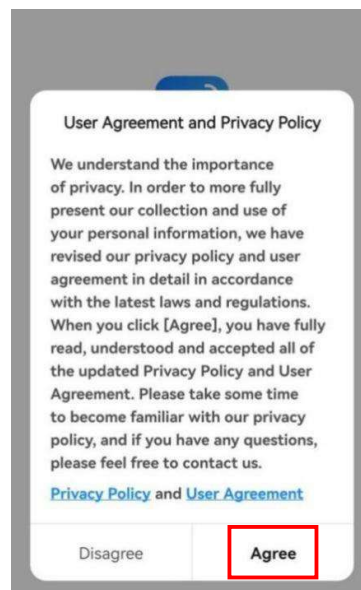 User Agreement and Privacy Policy
We understand the importance
of privacy. In order to more fully
present our collection and use of
your personal information, we have
revised our privacy policy and user
agreement in detail in accordance
with the latest laws and regulations.
When you click [Agree], you have fully
read, understood and accepted all of
the updated Privacy Policy and User
Agreement. Please take some time
to become familiar with our privacy
policy, and if you have any questions,
please feel free to contact us.
Privacy Policy and User Agreement
Disagree
Agree